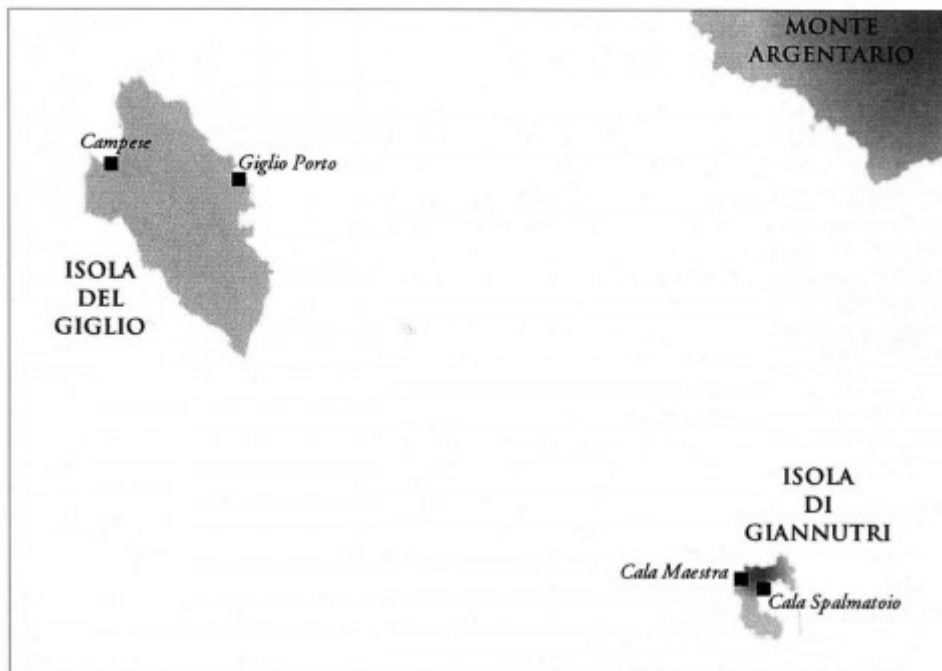 MONTE
ARGENTARIO
Campese
Giglio Porto
ISOLA
DEL
GIGLIO
ISOLA
DI
GIANNUTRI
Cala Maestra
Cala Spalmatoio